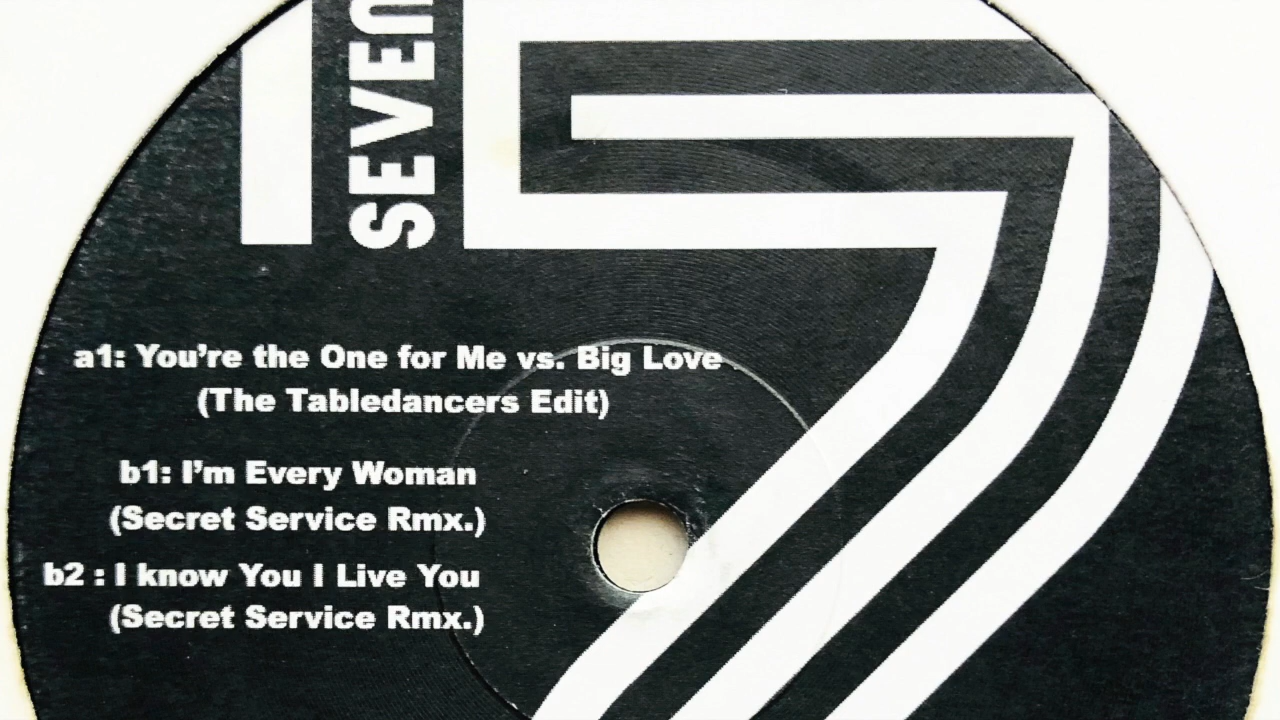 SEVEN
a1: You're the One for Me vs. Big Love
(The Tabledancers Edit)
b1: I'm Every Woman
(Secret Service Rmx.)
b2 : I know You I Live You
(Secret Service Rmx.)